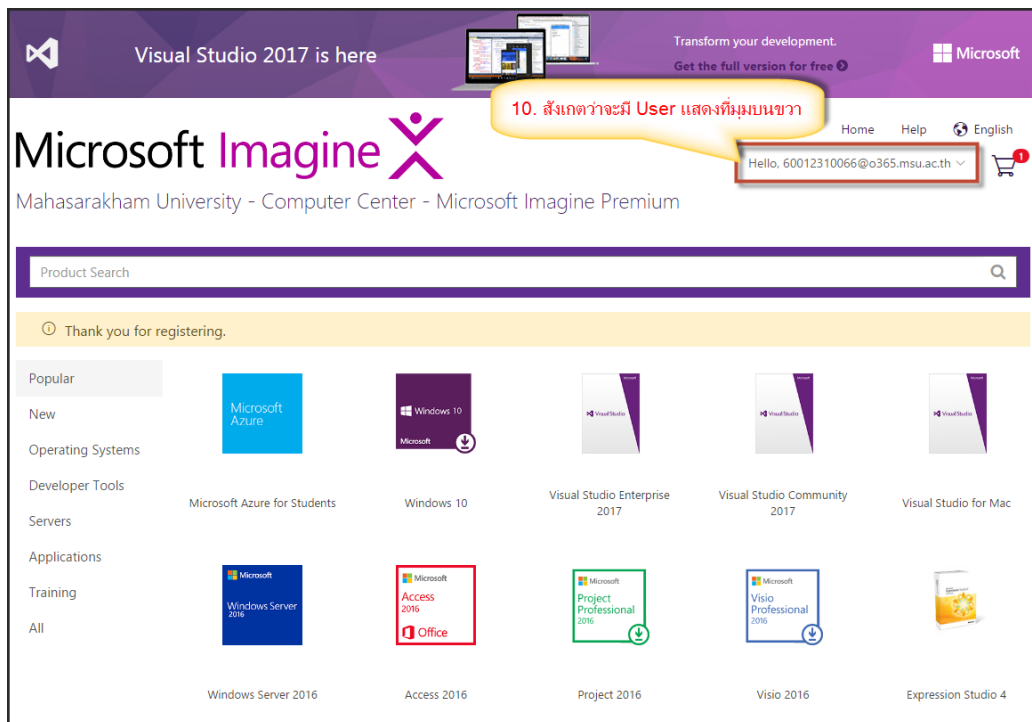 Visual Studio 2017 is here
Transform your development.
Get the full version for free
Microsoft
10. สังเกตว่าจะมี User แสดงที่มุมบนขวา
Home Help English
Microsoft Imagine
Hello, 60012310066@o365.msu.ac.th
1
Mahasarakham University - Computer Center - Microsoft Imagine Premium
Product Search
Thank you for registering.
Popular
New
Operating Systems
Developer Tools
Servers
Applications
Training
All
Microsoft
Azure
Windows 10
Microsoft
Visual Studio
Visual Studio
Visual Studio
Microsoft Azure for Students
Windows 10
Visual Studio Enterprise
2017
Visual Studio Community
2017
Visual Studio for Mac
Microsoft
Windows Server
2016
Microsoft
Access
2016
Office
Microsoft
Project
Professional
2016
Microsoft
Visio
Professional
2016
Windows Server 2016
Access 2016
Project 2016
Visio 2016
Expression Studio 4